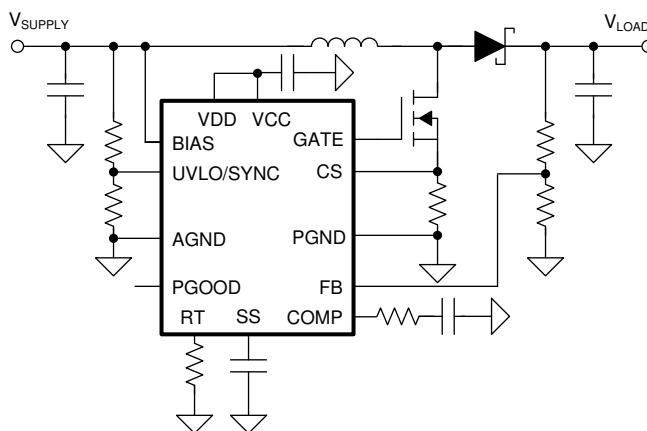 VSUPPLY
VLOAD
VDD VCC
BIAS
GATE
UVLO/SYNC
CS
AGND
PGND
PGOOD
FB
RT SS COMP